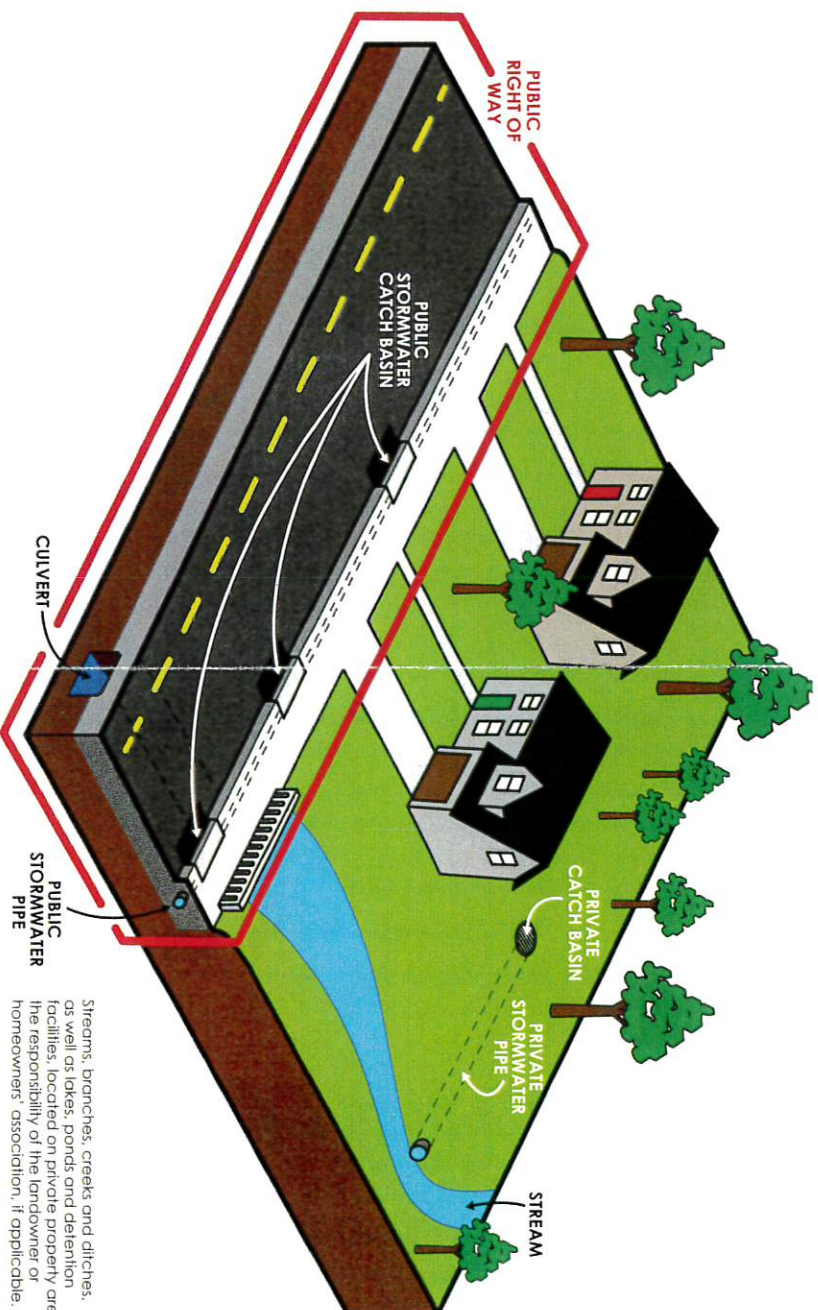 PUBLIC
RIGHT OF
WAY
PUBLIC
STORMWATER
CATCH BASIN
CULVERT
PUBLIC
STORMWATER
PIPE
PRIVATE
CATCH BASIN
PRIVATE
STORMWATER
PIPE
STREAM
Streams, branches, creeks and ditches,
as well as lakes, ponds and detention
facilities, located on private property are
the responsibility of the landowner or
homeowners' association, if applicable.